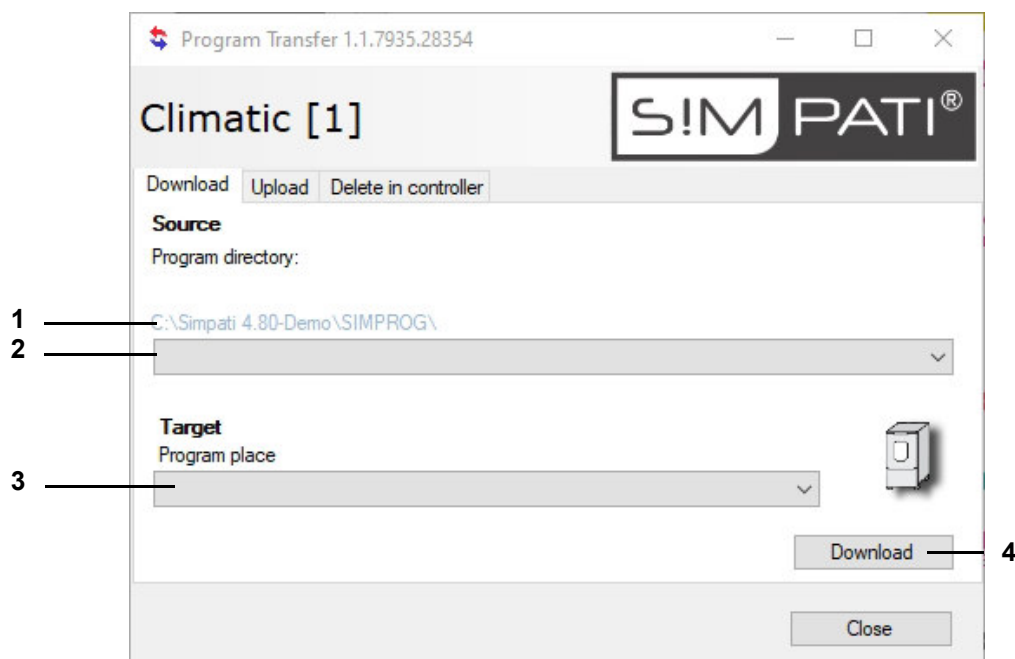 Program Transfer 1.1.7935.28354
Climatic [1]
S!MPATI®
Download Upload Delete in controller
Source
Program directory:
1
C:\Simpati 4.80-Demo\SIMPROG\
2
Target
Program place
3
Download
4
Close